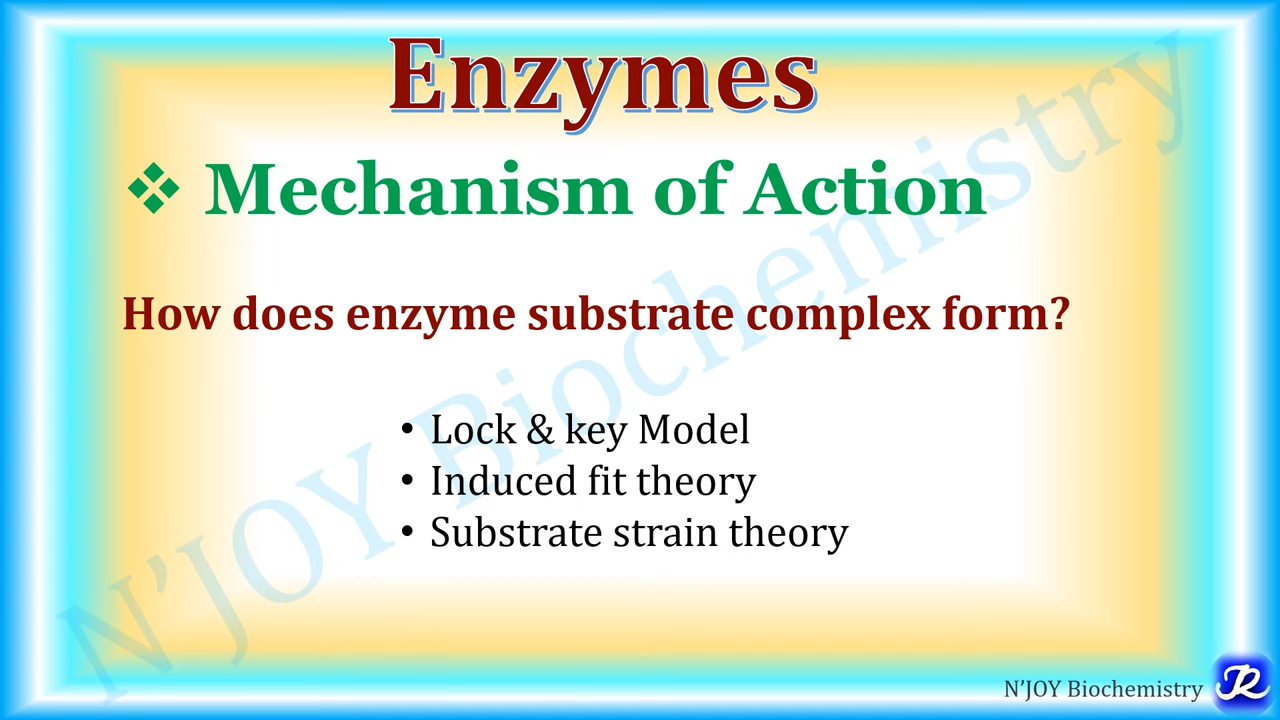 Enzymes
❖ Mechanism of Action
How does enzyme substrate complex form?
• Lock & key Model
• Induced fit theory
• Substrate strain theory
N'JOY Biochemistry
N'JOY Biochemistry
JR